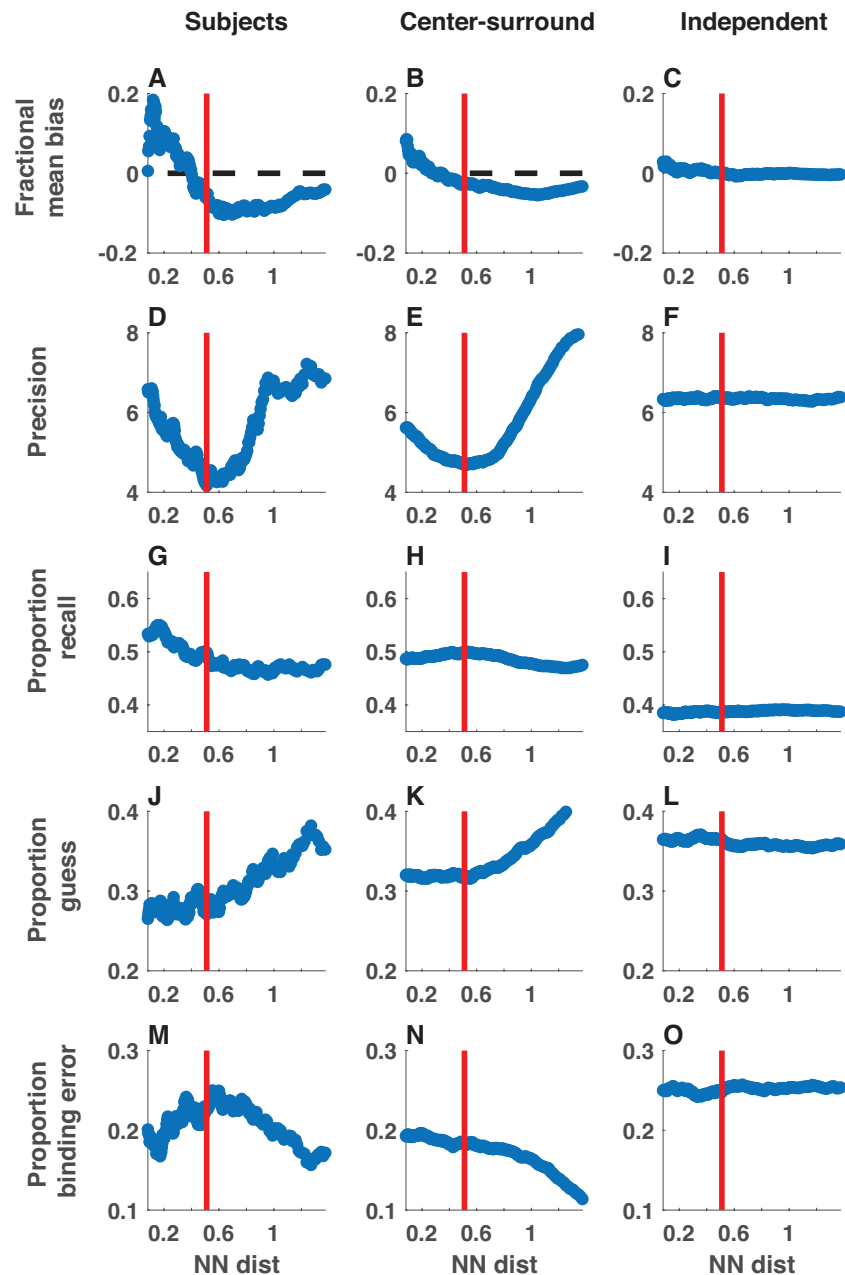 Subjects Center-surround Independent
A B C
Fractional
mean bias
0.2 0.2 0.2
0 0 0
-0.2 -0.2 -0.2
0.2 0.6 1 0.2 0.6 1 0.2 0.6 1
D E F
Precision
8 8 8
6 6 6
4 4 4
0.2 0.6 1 0.2 0.6 1 0.2 0.6 1
G H I
Proportion
recall
0.6 0.6 0.6
0.5 0.5 0.5
0.4 0.4 0.4
0.2 0.6 1 0.2 0.6 1 0.2 0.6 1
J K L
Proportion
guess
0.4 0.4 0.4
0.3 0.3 0.3
0.2 0.2 0.2
0.2 0.6 1 0.2 0.6 1 0.2 0.6 1
M N O
Proportion
binding error
0.3 0.3 0.3
0.2 0.2 0.2
0.1 0.1 0.1
0.2 0.6 1 0.2 0.6 1 0.2 0.6 1
NN dist NN dist NN dist